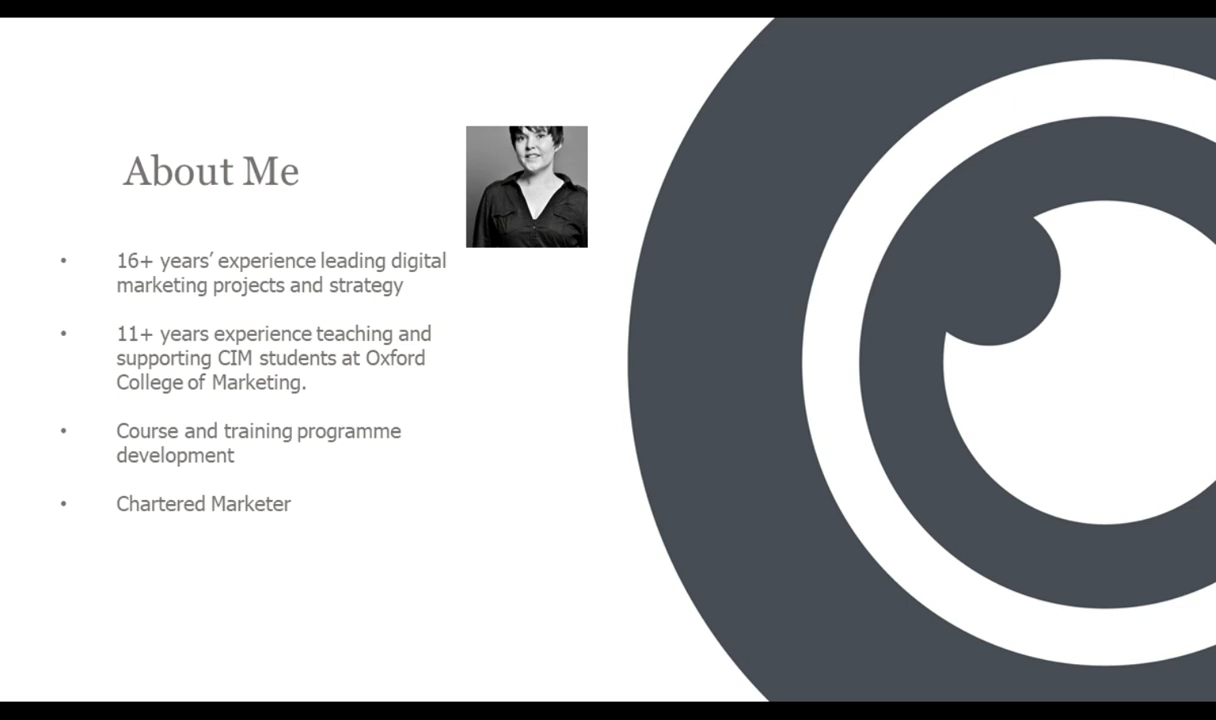 About Me
• 16+ years’ experience leading digital
marketing projects and strategy
• 11+ years experience teaching and
supporting CIM students at Oxford
College of Marketing.
• Course and training programme
development
• Chartered Marketer